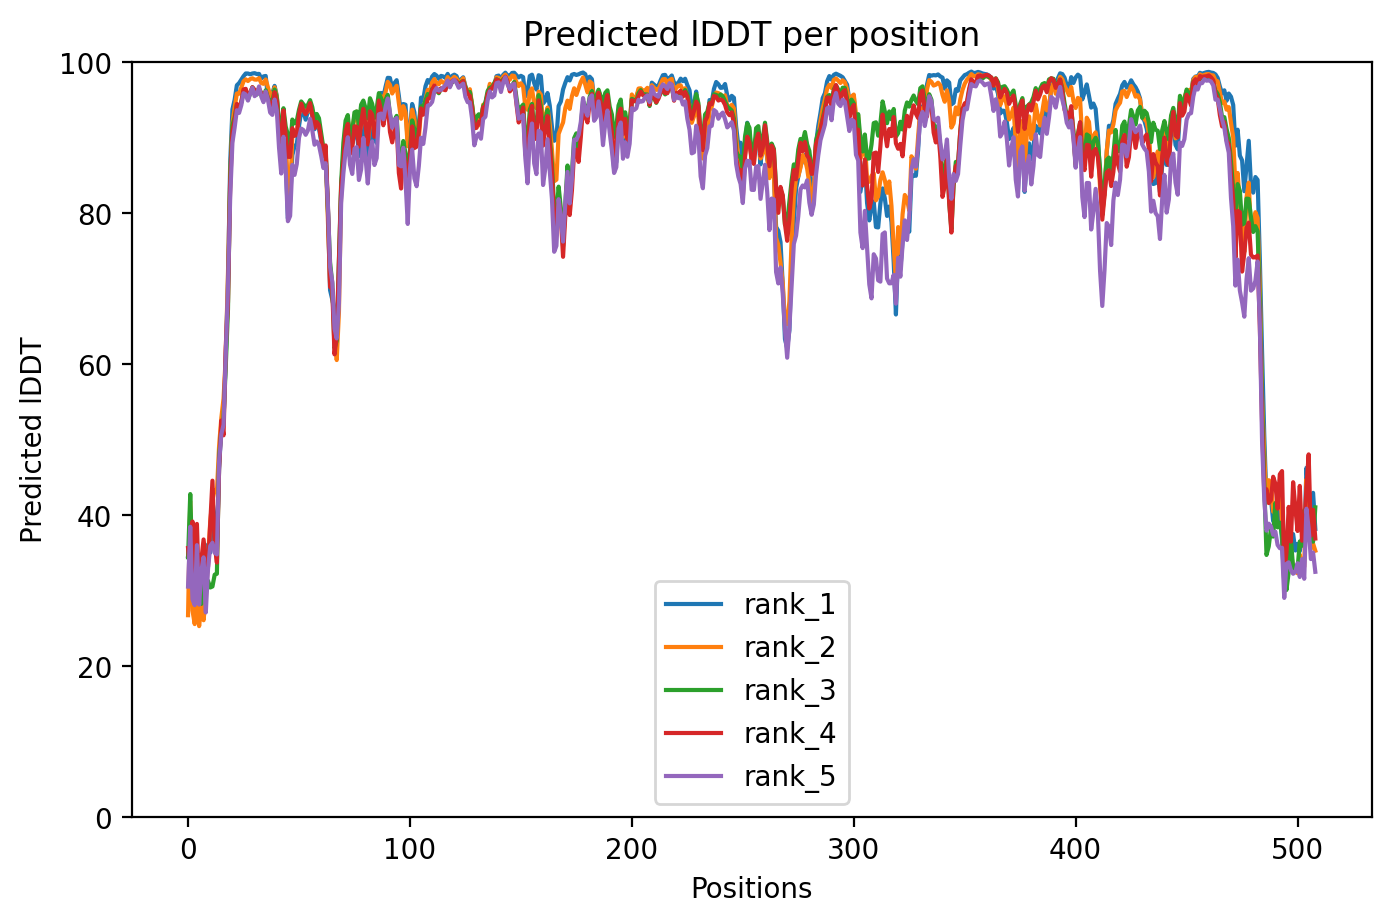 Predicted lDDT per position
100
80
60
40
20
0
Predicted lDDT
rank_1
rank_2
rank_3
rank_4
rank_5
0 100 200 300 400 500
Positions